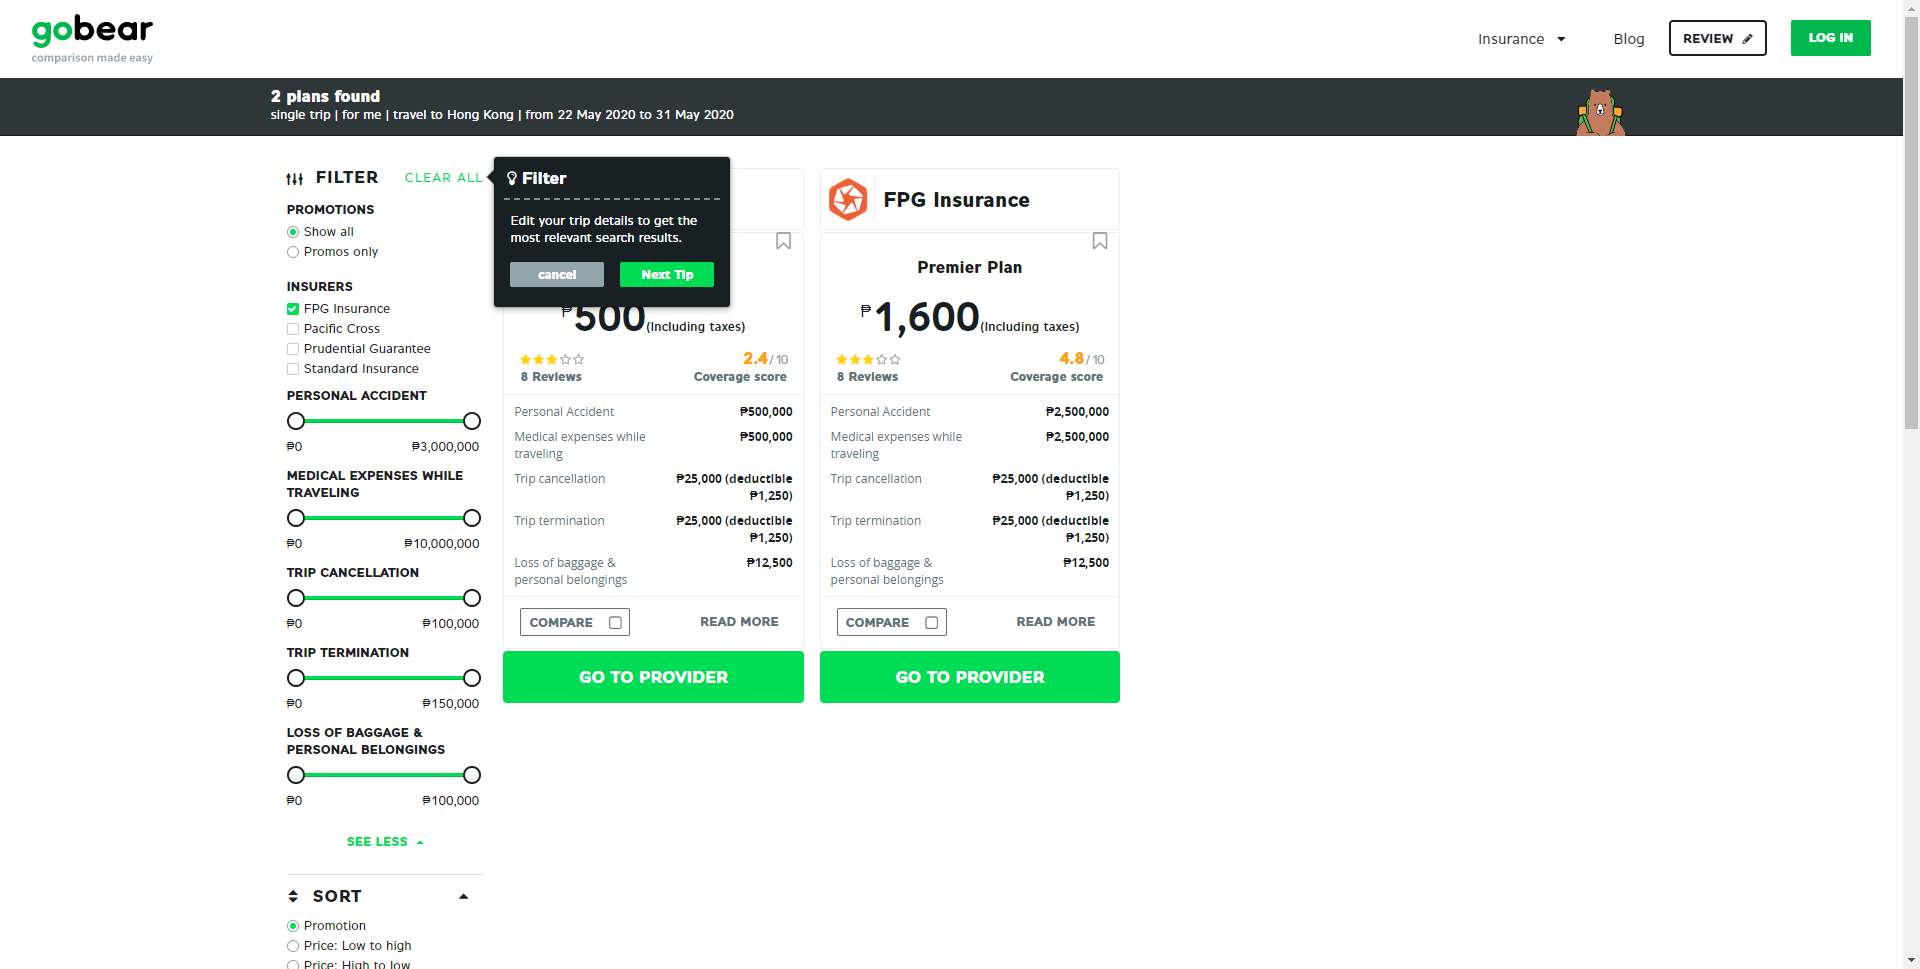 gobear
comparison made easy
Insurance
Blog
REVIEW
LOG IN
2 plans found
single trip | for me | travel to Hong Kong | from 22 May 2020 to 31 May 2020
FILTER
CLEAR ALL
PROMOTIONS
Show all
Promos only
INSURERS
FPG Insurance
Pacific Cross
Prudential Guarantee
Standard Insurance
PERSONAL ACCIDENT
₱0 ₱3,000,000
MEDICAL EXPENSES WHILE
TRAVELING
₱0 ₱10,000,000
TRIP CANCELLATION
₱0 ₱100,000
TRIP TERMINATION
₱0 ₱150,000
LOSS OF BAGGAGE &
PERSONAL BELONGINGS
₱0 ₱100,000
SEE LESS
SORT
Promotion
Price: Low to high
Price: High to low
Filter
Edit your trip details to get the
most relevant search results.
cancel
Next Tip
₱500(Including taxes)
2.4/10
8 Reviews
Coverage score
Personal Accident ₱500,000
Medical expenses while ₱500,000
traveling
Trip cancellation ₱25,000 (deductible
₱1,250)
Trip termination ₱25,000 (deductible
₱1,250)
Loss of baggage & ₱12,500
personal belongings
COMPARE
READ MORE
GO TO PROVIDER
FPG Insurance
Premier Plan
₱1,600(Including taxes)
4.8/10
8 Reviews
Coverage score
Personal Accident ₱2,500,000
Medical expenses while ₱2,500,000
traveling
Trip cancellation ₱25,000 (deductible
₱1,250)
Trip termination ₱25,000 (deductible
₱1,250)
Loss of baggage & ₱12,500
personal belongings
COMPARE
READ MORE
GO TO PROVIDER